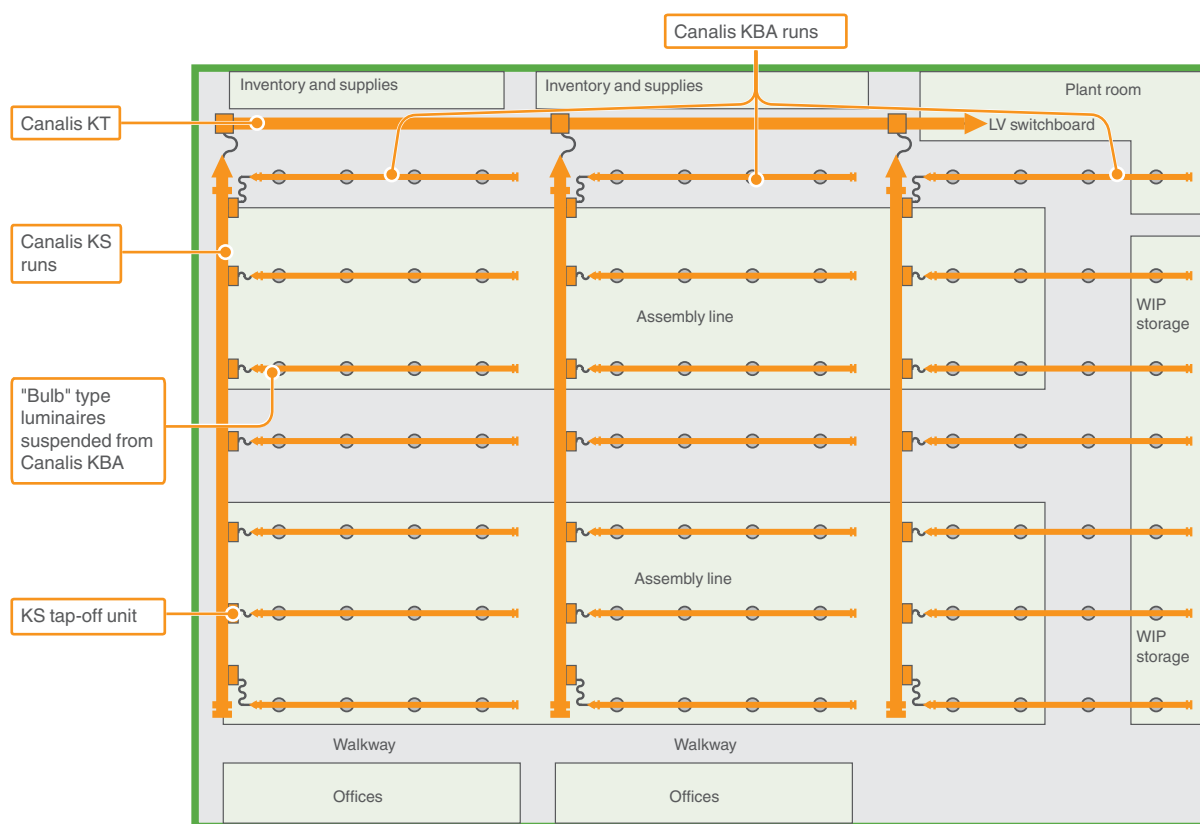 Canalis KBA runs
Inventory and supplies
Inventory and supplies
Plant room
Canalis KT
LV switchboard
Canalis KS
runs
WIP
storage
Assembly line
"Bulb" type
luminaires
suspended from
Canalis KBA
Assembly line
KS tap-off unit
WIP
storage
Walkway
Walkway
Offices
Offices